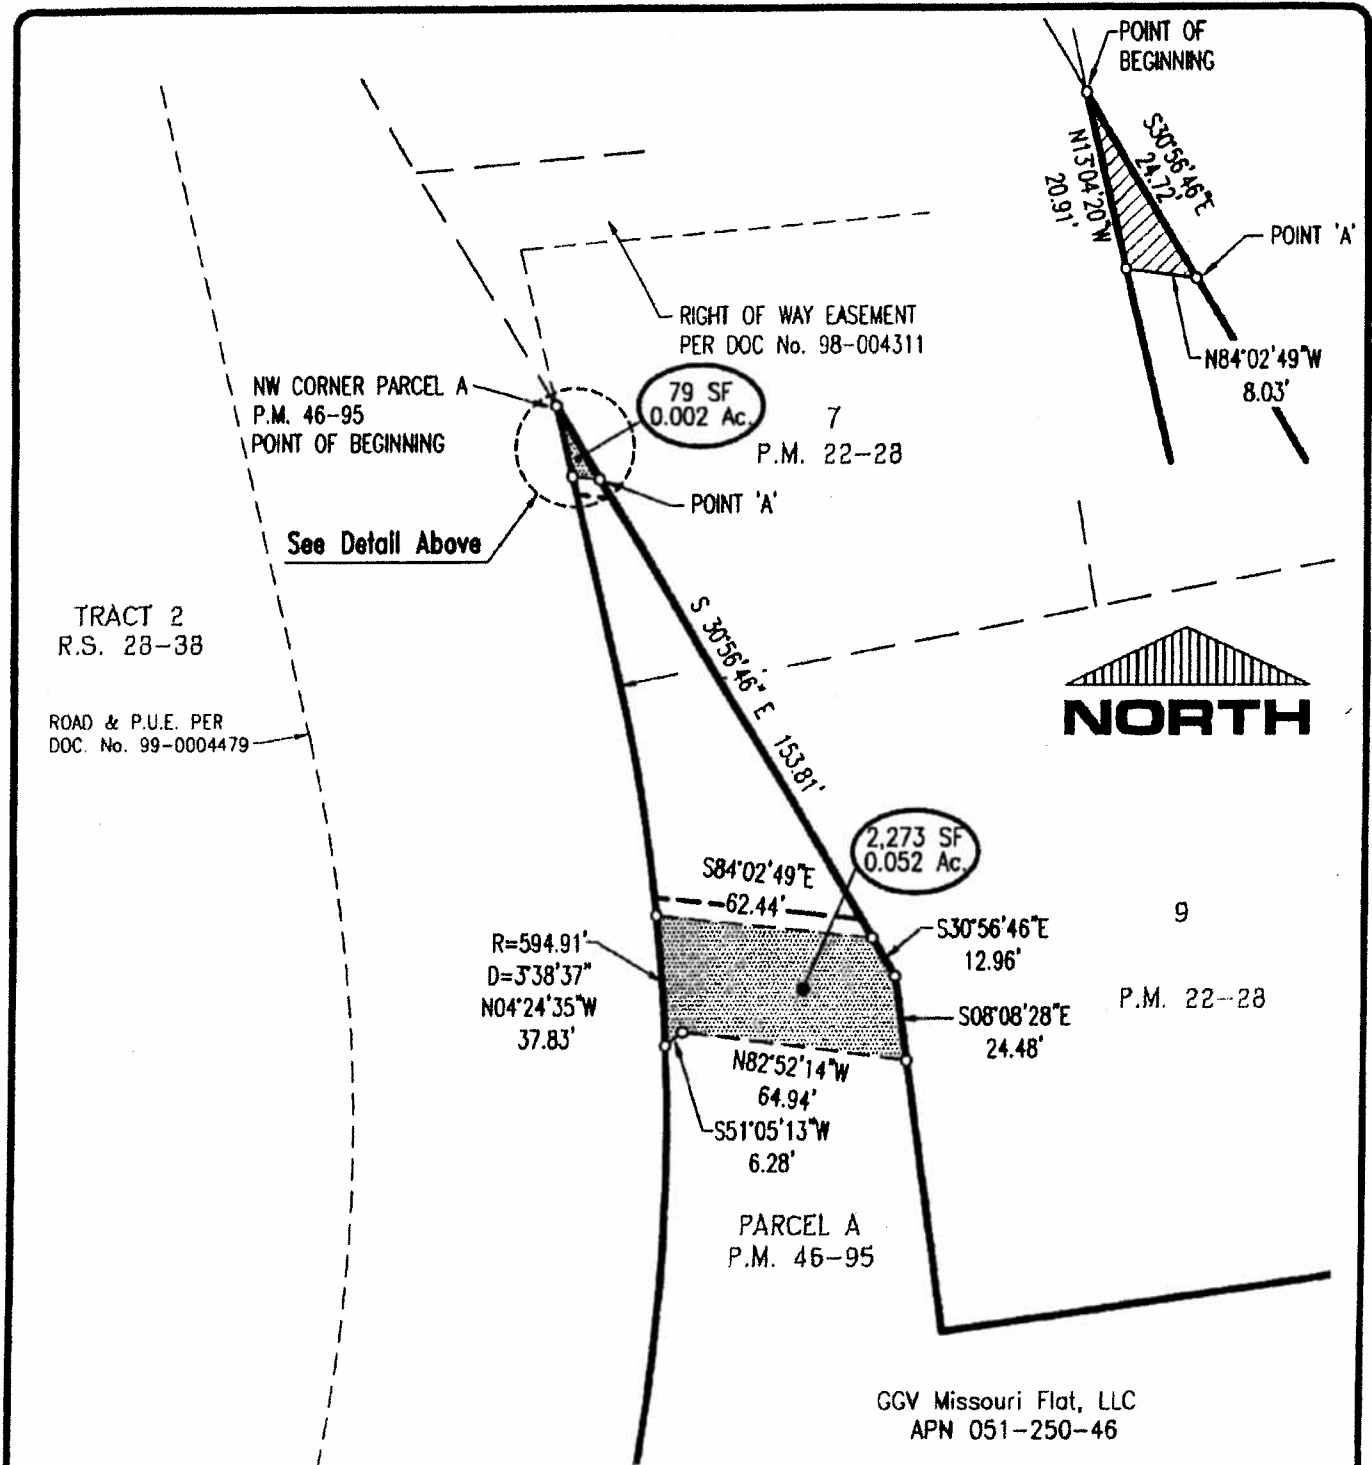 POINT OF
BEGINNING
S30°56'46"E
24.72'
N13°04'20"W
20.91'
POINT 'A'
N84°02'49"W
8.03'
RIGHT OF WAY EASEMENT
PER DOC No. 98-004311
NW CORNER PARCEL A
P.M. 46-95
POINT OF BEGINNING
79 SF
0.002 Ac.
7
P.M. 22-28
POINT 'A'
See Detail Above
TRACT 2
R.S. 28-38
ROAD & P.U.E. PER
DOC. No. 99-0004479
S 30°56'46" E 153.81'
NORTH
2,273 SF
0.052 Ac.
S84°02'49"E
62.44'
R=594.91'
D=3°38'37"
N04°24'35"W
37.83'
S30°56'46"E
12.96'
9
P.M. 22-28
S08°08'28"E
24.48'
N82°52'14"W
64.94'
S51°05'13"W
6.28'
PARCEL A
P.M. 46-95
GGV Missouri Flat, LLC
APN 051-250-46